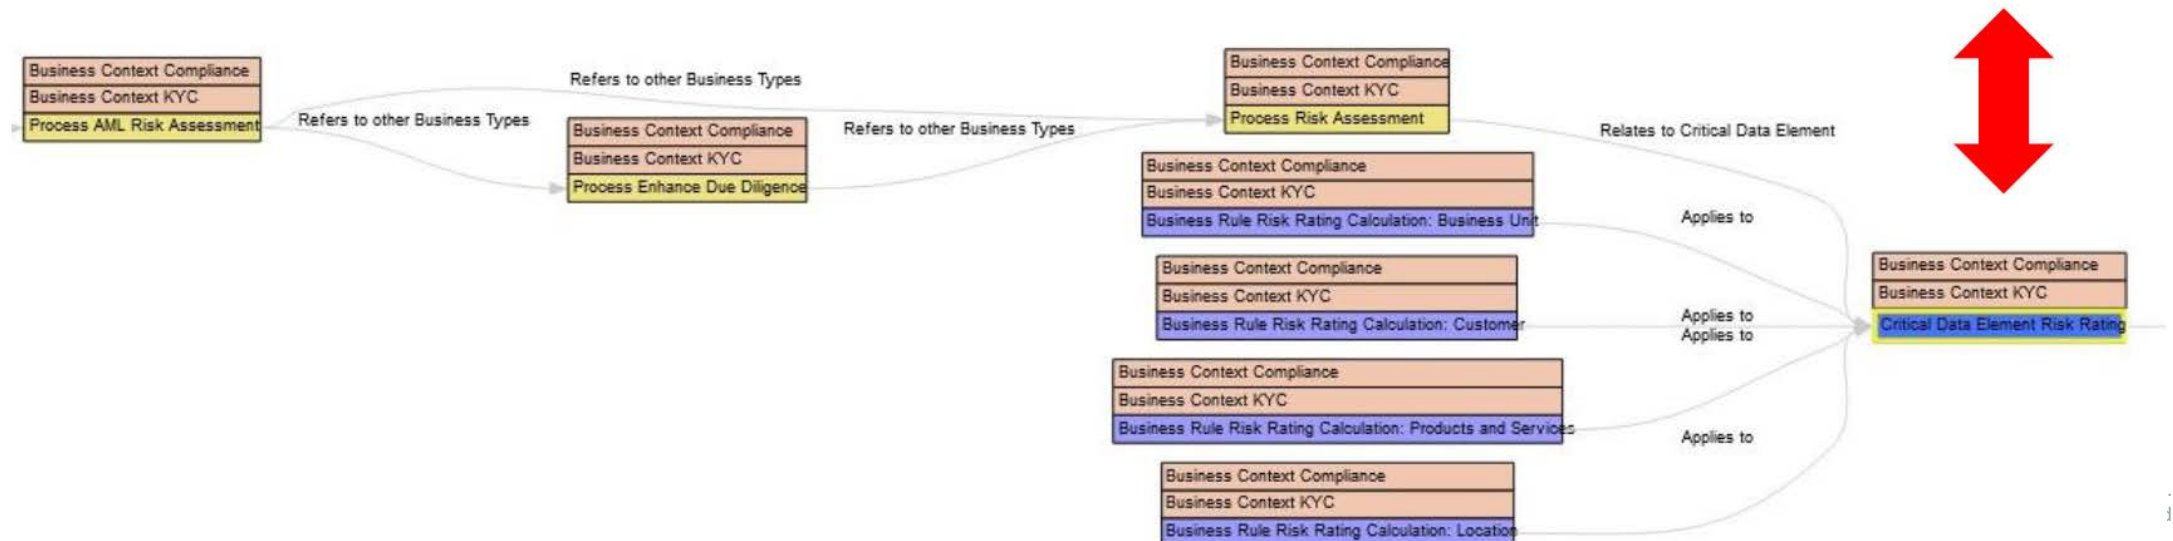 Business Context Compliance
Business Context KYC
Process AML Risk Assessment
Refers to other Business Types
Refers to other Business Types
Business Context Compliance
Business Context KYC
Process Enhance Due Diligence
Refers to other Business Types
Business Context Compliance
Business Context KYC
Process Risk Assessment
Relates to Critical Data Element
Business Context Compliance
Business Context KYC
Business Rule Risk Rating Calculation: Business Unit
Applies to
Business Context Compliance
Business Context KYC
Business Rule Risk Rating Calculation: Customer
Applies to
Applies to
Business Context Compliance
Business Context KYC
Business Rule Risk Rating Calculation: Products and Services
Applies to
Business Context Compliance
Business Context KYC
Business Rule Risk Rating Calculation: Location
Business Context Compliance
Business Context KYC
Critical Data Element Risk Rating